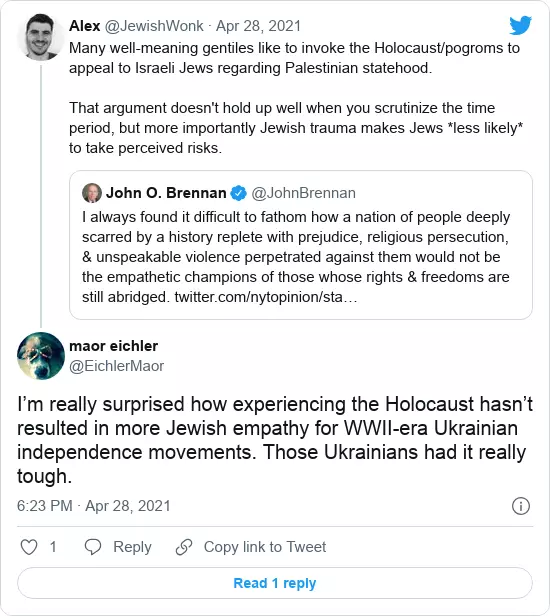 Alex @JewishWonk · Apr 28, 2021
Many well-meaning gentiles like to invoke the Holocaust/pogroms to
appeal to Israeli Jews regarding Palestinian statehood.
That argument doesn't hold up well when you scrutinize the time
period, but more importantly Jewish trauma makes Jews *less likely*
to take perceived risks.
John O. Brennan @JohnBrennan
I always found it difficult to fathom how a nation of people deeply
scarred by a history replete with prejudice, religious persecution,
& unspeakable violence perpetrated against them would not be
the empathetic champions of those whose rights & freedoms are
still abridged. twitter.com/nytopinion/sta…
maor eichler
@EichlerMaor
I’m really surprised how experiencing the Holocaust hasn’t
resulted in more Jewish empathy for WWII-era Ukrainian
independence movements. Those Ukrainians had it really
tough.
6:23 PM · Apr 28, 2021
1 Reply Copy link to Tweet
Read 1 reply